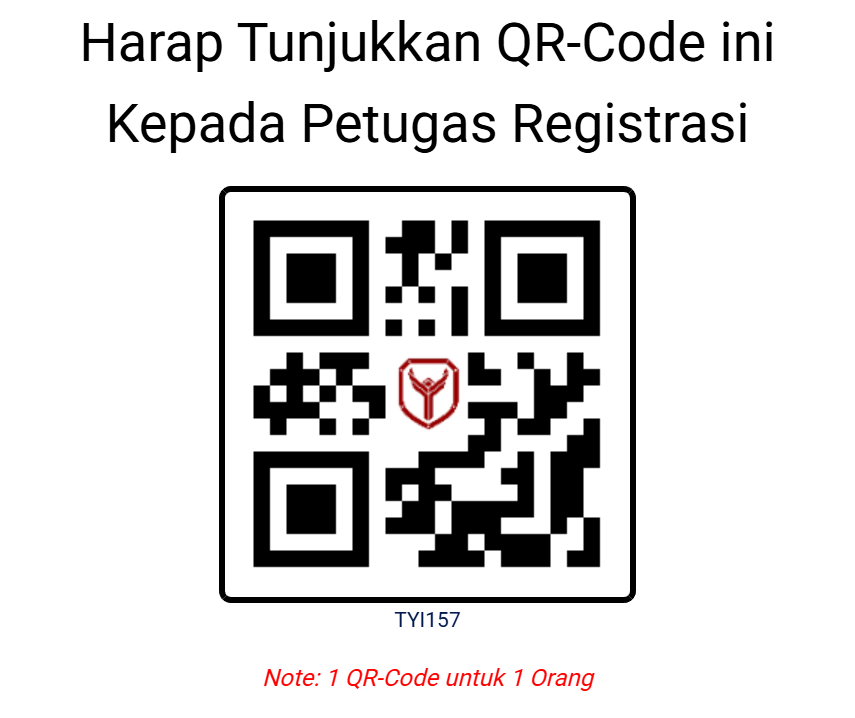 Harap Tunjukkan QR-Code ini
Kepada Petugas Registrasi
TYI157
Note: 1 QR-Code untuk 1 Orang